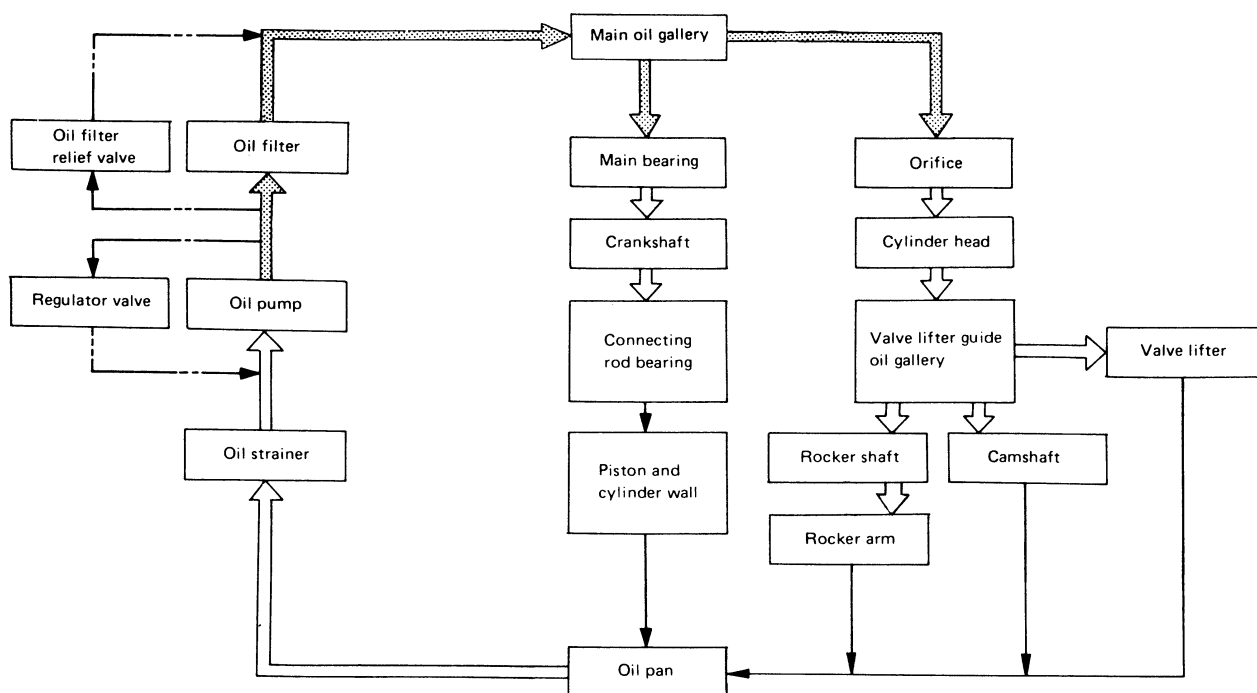 Main oil gallery
Oil filter
relief valve
Oil filter
Main bearing
Orifice
Crankshaft
Cylinder head
Regulator valve
Oil pump
Connecting
rod bearing
Valve lifter guide
oil gallery
Valve lifter
Oil strainer
Piston and
cylinder wall
Rocker shaft
Camshaft
Rocker arm
Oil pan